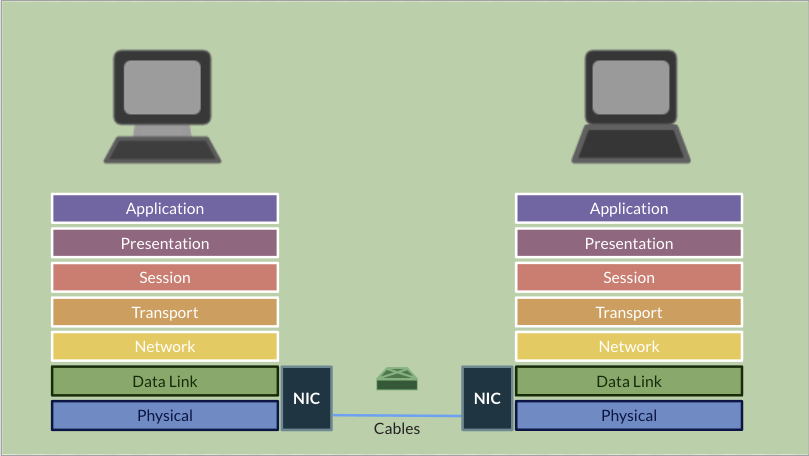 Application
Presentation
Session
Transport
Network
Data Link
Physical
NIC
Cables
NIC
Application
Presentation
Session
Transport
Network
Data Link
Physical